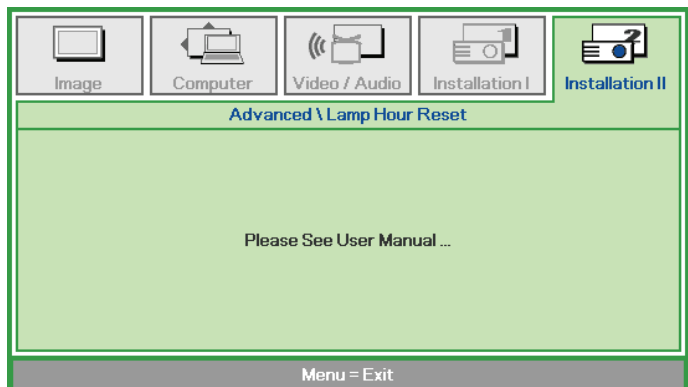 Image
Computer
Video / Audio
Installation I
Installation II
Advanced \ Lamp Hour Reset
Please See User Manual ...
Menu = Exit